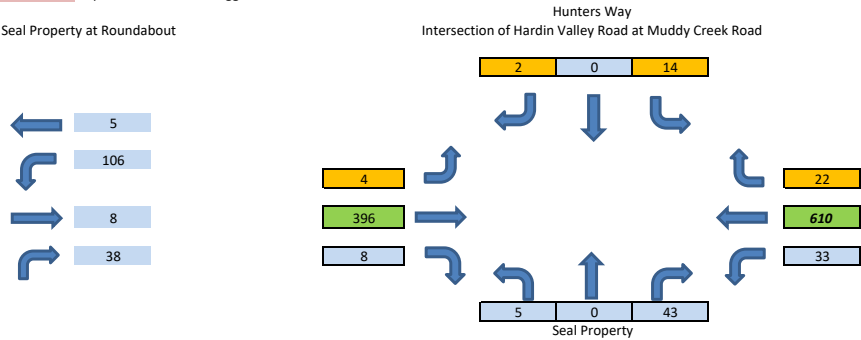 Hunters Way
Seal Property at Roundabout
Intersection of Hardin Valley Road at Muddy Creek Road
2 0 14
5
106
4
22
8
396
610
38
8
33
5 0 43
Seal Property